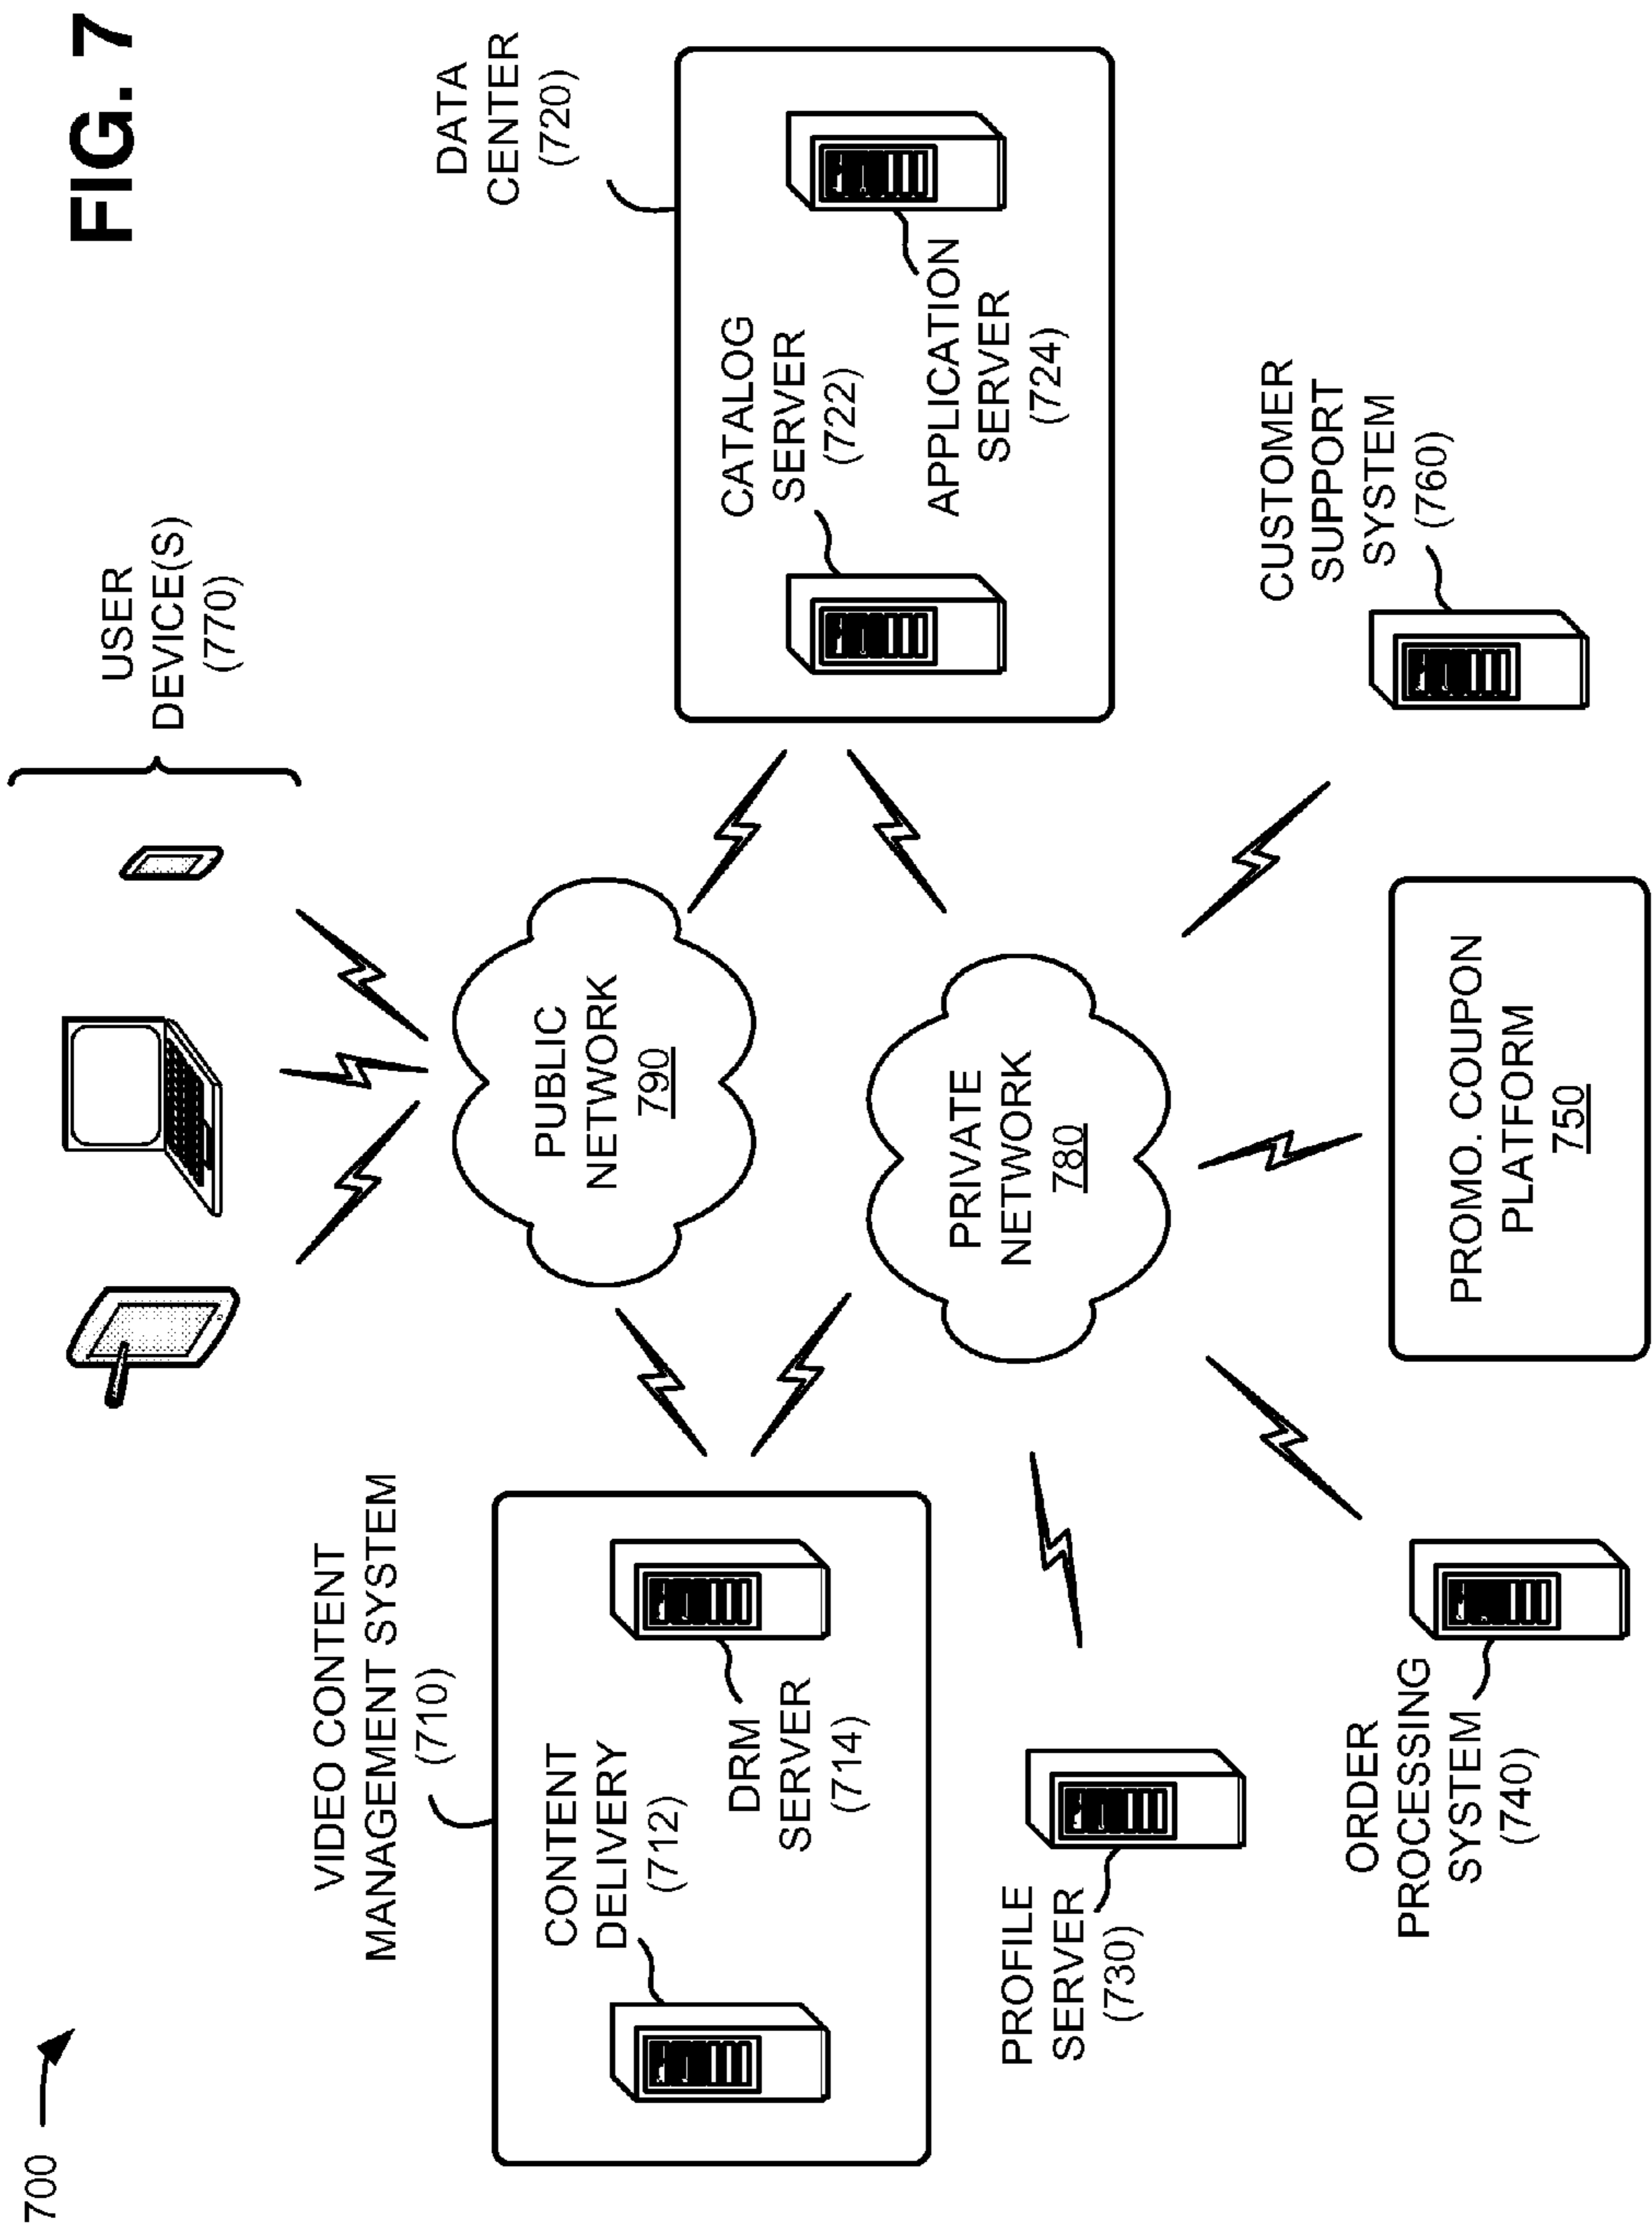 FIG. 7
700
USER
DEVICE(S)
(770)
VIDEO CONTENT
MANAGEMENT SYSTEM
(710)
CONTENT
DELIVERY
(712)
DRM
SERVER
(714)
PUBLIC
NETWORK
790
DATA
CENTER
(720)
CATALOG
SERVER
(722)
APPLICATION
SERVER
(724)
PRIVATE
NETWORK
780
PROFILE
SERVER
(730)
ORDER
PROCESSING
SYSTEM
(740)
PROMO. COUPON
PLATFORM
750
CUSTOMER
SUPPORT
SYSTEM
(760)